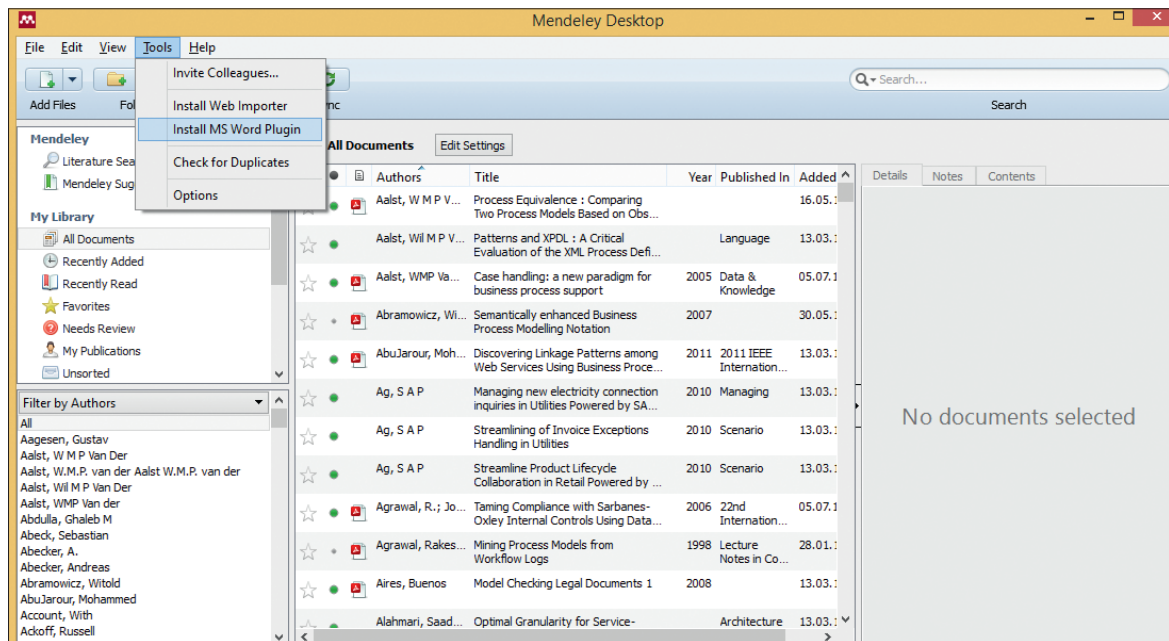 Mendeley Desktop
File Edit View Tools Help
Invite Colleagues...
Install Web Importer
Install MS Word Plugin
Check for Duplicates
Options
Search...
Add Files
Search
Mendeley
Literature Sea
Mendeley Sug
My Library
All Documents
Recently Added
Recently Read
Favorites
Needs Review
My Publications
Unsorted
Filter by Authors
All
Aagesen, Gustav
Aalst, W M P Van Der
Aalst, W.M.P. van der Aalst W.M.P. van der
Aalst, Wil M P Van Der
Aalst, WMP Van der
Abdulla, Ghaleb M
Abeck, Sebastian
Abecker, A.
Abecker, Andreas
Abramowicz, Witold
AbuJarour, Mohammed
Account, With
Ackoff, Russell
All Documents Edit Settings
Authors Title Year Published In Added
Aalst, W M P V... Process Equivalence : Comparing 16.05.
Two Process Models Based on Obs...
Aalst, Wil M P V... Patterns and XPDL : A Critical Language 13.03.
Evaluation of the XML Process Defi...
Aalst, WMP Va... Case handling: a new paradigm for 2005 Data & 05.07.1
business process support Knowledge
Abramowicz, Wi... Semantically enhanced Business 2007 30.05.
Process Modelling Notation
AbuJarour, Moh... Discovering Linkage Patterns among 2011 2011 IEEE 13.03.
Web Services Using Business Proce... Internation...
Ag, S A P Managing new electricity connection 2010 Managing 13.03.
inquiries in Utilities Powered by SA...
Ag, S A P Streamlining of Invoice Exceptions 2010 Scenario 13.03.
Handling in Utilities
Ag, S A P Streamline Product Lifecycle 2010 Scenario 13.03.
Collaboration in Retail Powered by ...
Agrawal, R.; Jo... Taming Compliance with Sarbanes- 2006 22nd 05.07.1
Oxley Internal Controls Using Data... Internation...
Agrawal, Rakes... Mining Process Models from 1998 Lecture 28.01.
Workflow Logs Notes in Co...
Aires, Buenos Model Checking Legal Documents 1 2008 13.03.
Alahmari, Saad... Optimal Granularity for Service- Architecture 13.03.
Details Notes Contents
No documents selected